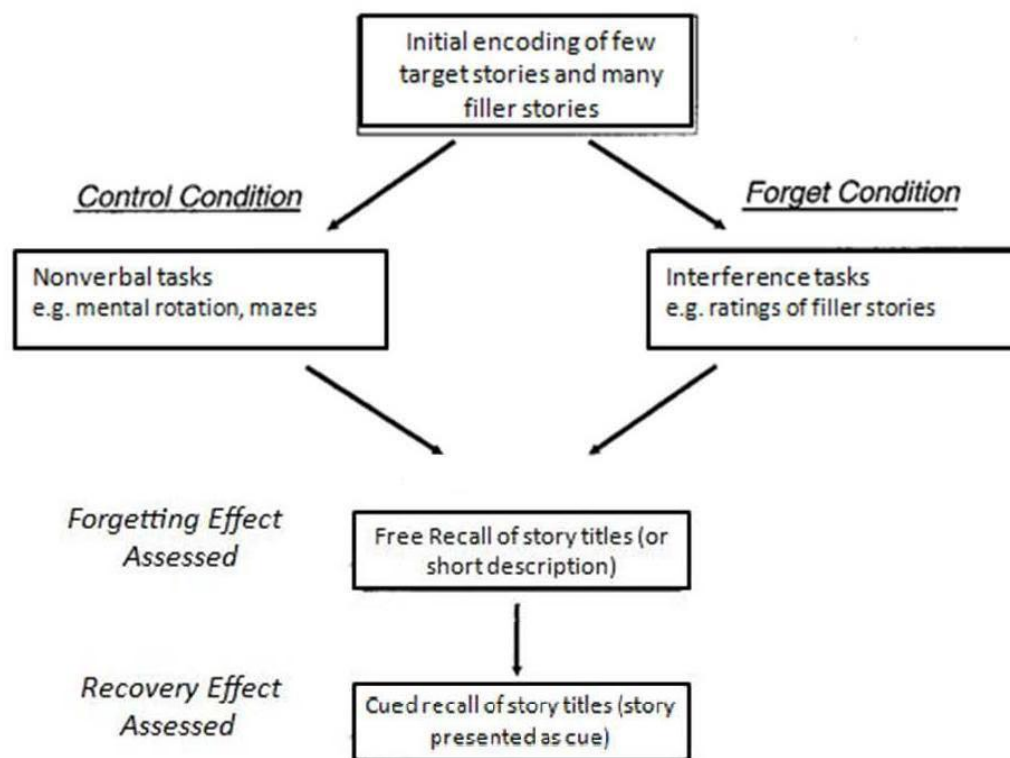 Initial encoding of few
target stories and many
filler stories
Control Condition
Forget Condition
Nonverbal tasks
e.g. mental rotation, mazes
Interference tasks
e.g. ratings of filler stories
Forgetting Effect
Assessed
Free Recall of story titles (or
short description)
Recovery Effect
Assessed
Cued recall of story titles (story
presented as cue)